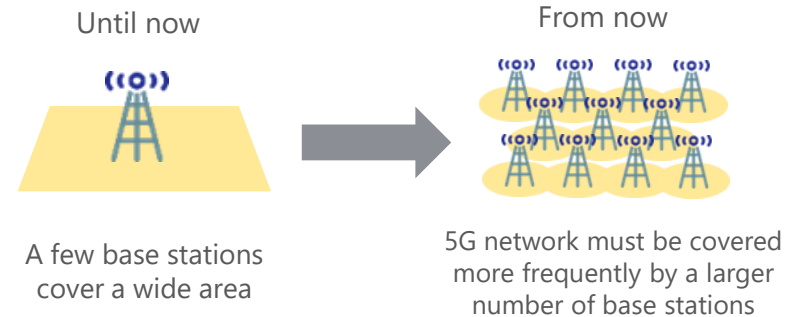 Until now
From now
A few base stations
cover a wide area
5G network must be covered
more frequently by a larger
number of base stations